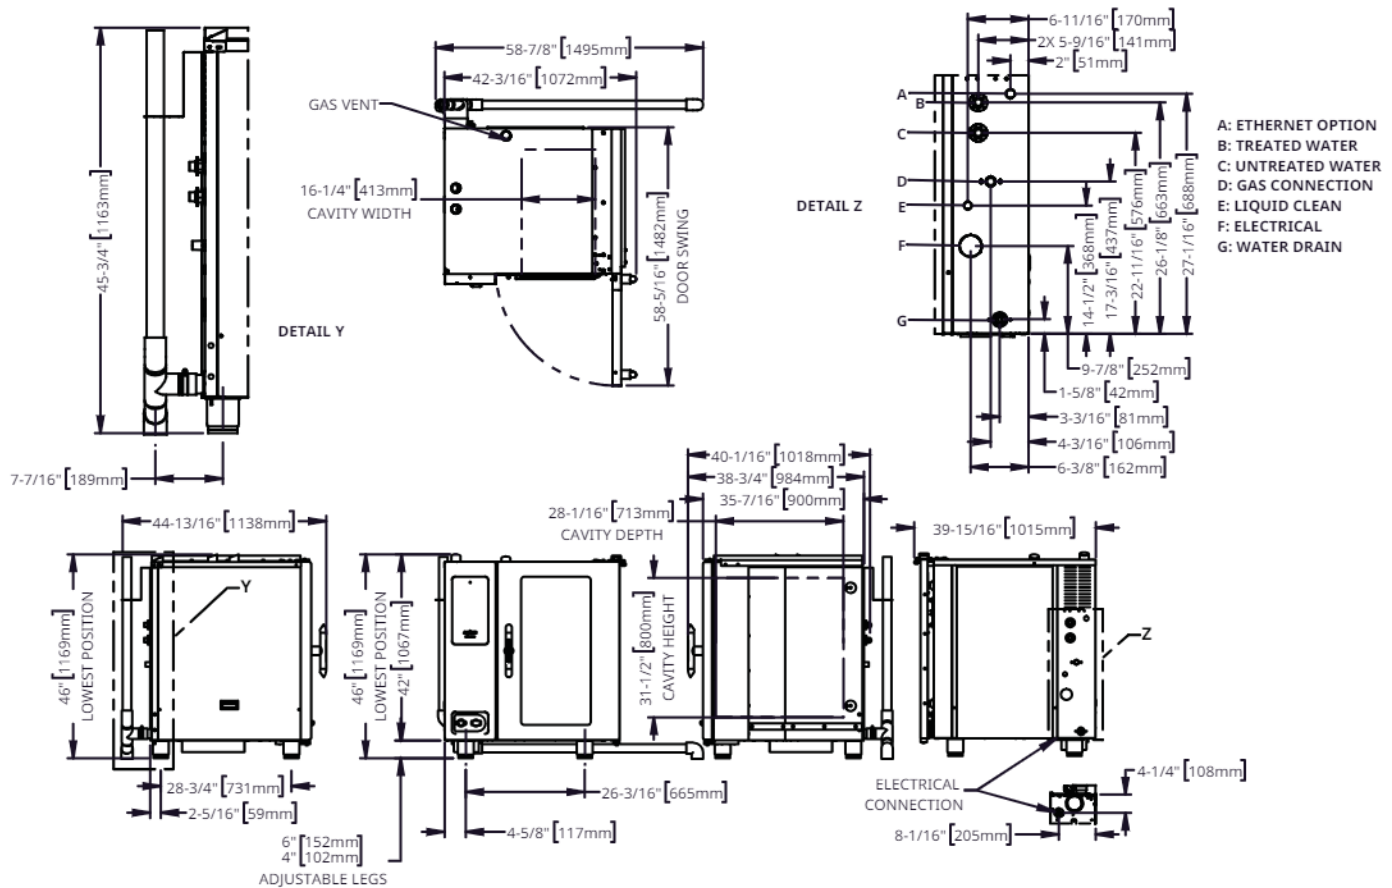 6-11/16" [170mm]
2X 5-9/16" [141mm]
2" [51mm]
58-7/8" [1495mm]
42-3/16" [1072mm]
GAS VENT
16-1/4" [413mm]
CAVITY WIDTH
58-5/16" [1482mm]
DOOR SWING
45-3/4" [1163mm]
DETAIL Y
7-7/16" [189mm]
A
B
C
D
E
F
G
DETAIL Z
14-1/2" [368mm]
17-3/16" [437mm]
22-11/16" [576mm]
26-1/8" [663mm]
27-1/16" [688mm]
A: ETHERNET OPTION
B: TREATED WATER
C: UNTREATED WATER
D: GAS CONNECTION
E: LIQUID CLEAN
F: ELECTRICAL
G: WATER DRAIN
9-7/8" [252mm]
1-5/8" [42mm]
3-3/16" [81mm]
4-3/16" [106mm]
6-3/8" [162mm]
44-13/16" [1138mm]
46" [1169mm]
LOWEST POSITION
Y
28-3/4" [731mm]
2-5/16" [59mm]
46" [1169mm]
LOWEST POSITION
42" [1067mm]
26-3/16" [665mm]
4-5/8" [117mm]
6" [152mm]
4" [102mm]
ADJUSTABLE LEGS
40-1/16" [1018mm]
38-3/4" [984mm]
35-7/16" [900mm]
28-1/16" [713mm]
CAVITY DEPTH
31-1/2" [800mm]
CAVITY HEIGHT
39-15/16" [1015mm]
Z
ELECTRICAL
CONNECTION
4-1/4" [108mm]
8-1/16" [205mm]